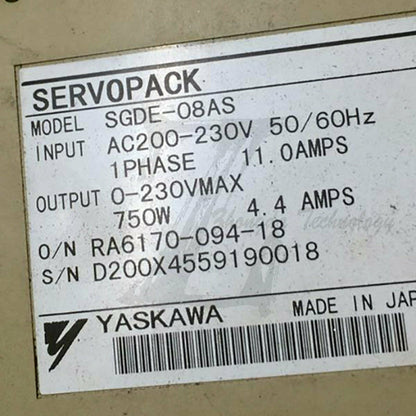 SERVOPACK
MODEL SGDE-08AS
INPUT AC200-230V 50/60Hz
1PHASE 11.0AMPS
OUTPUT 0-230VMAX
750W 4.4 AMPS
O/N RA6170-094-18
S/N D200X4559190018
YASKAWA MADE IN JAP